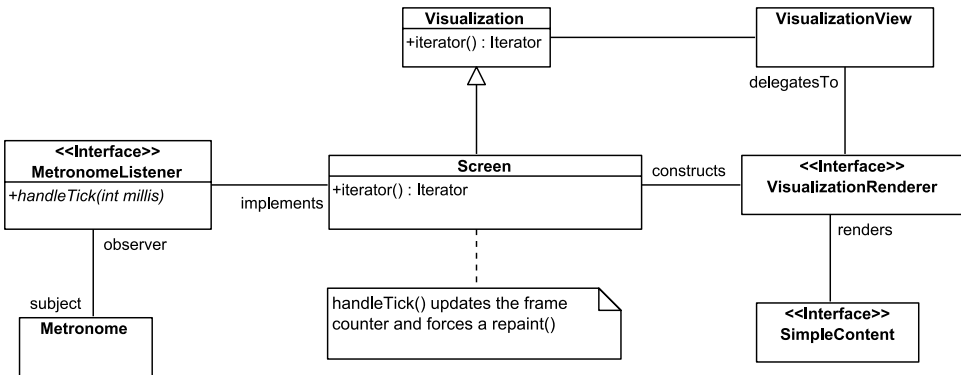 Visualization
+iterator() : Iterator
VisualizationView
delegatesTo
<<Interface>>
MetronomeListener
+handleTick(int millis)
implements
Screen
+iterator() : Iterator
constructs
<<Interface>>
VisualizationRenderer
observer
renders
subject
Metronome
handleTick() updates the frame
counter and forces a repaint()
<<Interface>>
SimpleContent